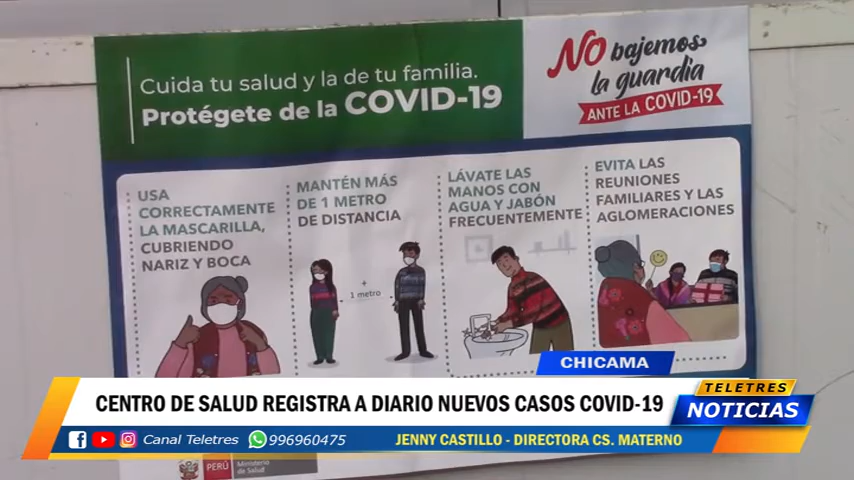 Cuida tu salud y la de tu familia.
Protégete de la COVID-19
No bajemos
la guardia
ANTE LA COVID-19
USA
CORRECTAMENTE
LA MASCARILLA,
CUBRIENDO
NARIZ Y BOCA
MANTÉN MÁS
DE 1 METRO
DE DISTANCIA
+
1 metro
LÁVATE LAS
MANOS CON
AGUA Y JABÓN
FRECUENTEMENTE
EVITA LAS
REUNIONES
FAMILIARES Y LAS
AGLOMERACIONES
CHICAMA
CENTRO DE SALUD REGISTRA A DIARIO NUEVOS CASOS COVID-19
TELETRES
NOTICIAS
Canal Teletres 996960475 JENNY CASTILLO - DIRECTORA CS. MATERNO
PERÚ
Ministerio
de Salud